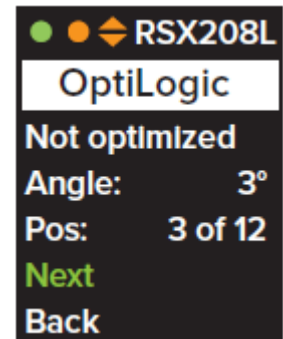 RSX208L
OptiLogic
Not optimized
Angle: 3°
Pos: 3 of 12
Next
Back